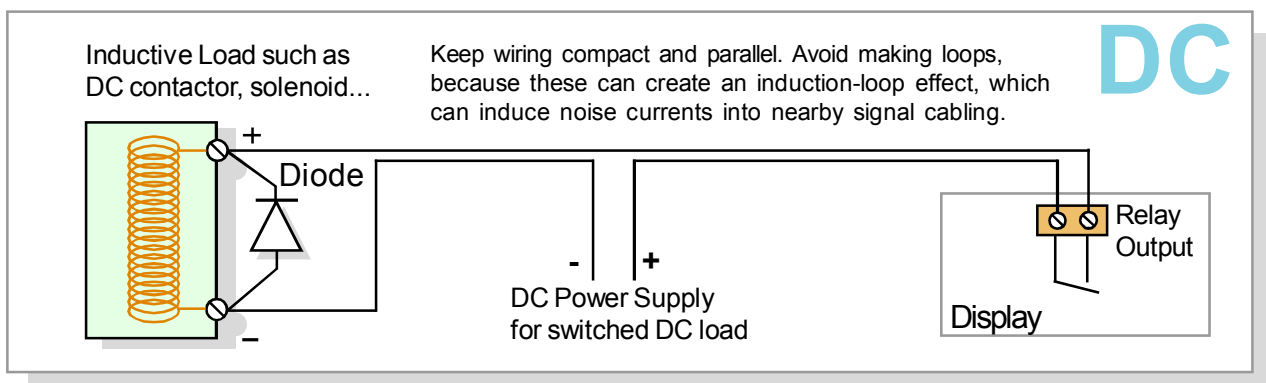 Inductive Load such as
DC contactor, solenoid...
Keep wiring compact and parallel. Avoid making loops,
because these can create an induction-loop effect, which
can induce noise currents into nearby signal cabling.
DC
+
Diode
–
-
+
DC Power Supply
for switched DC load
Relay
Output
Display